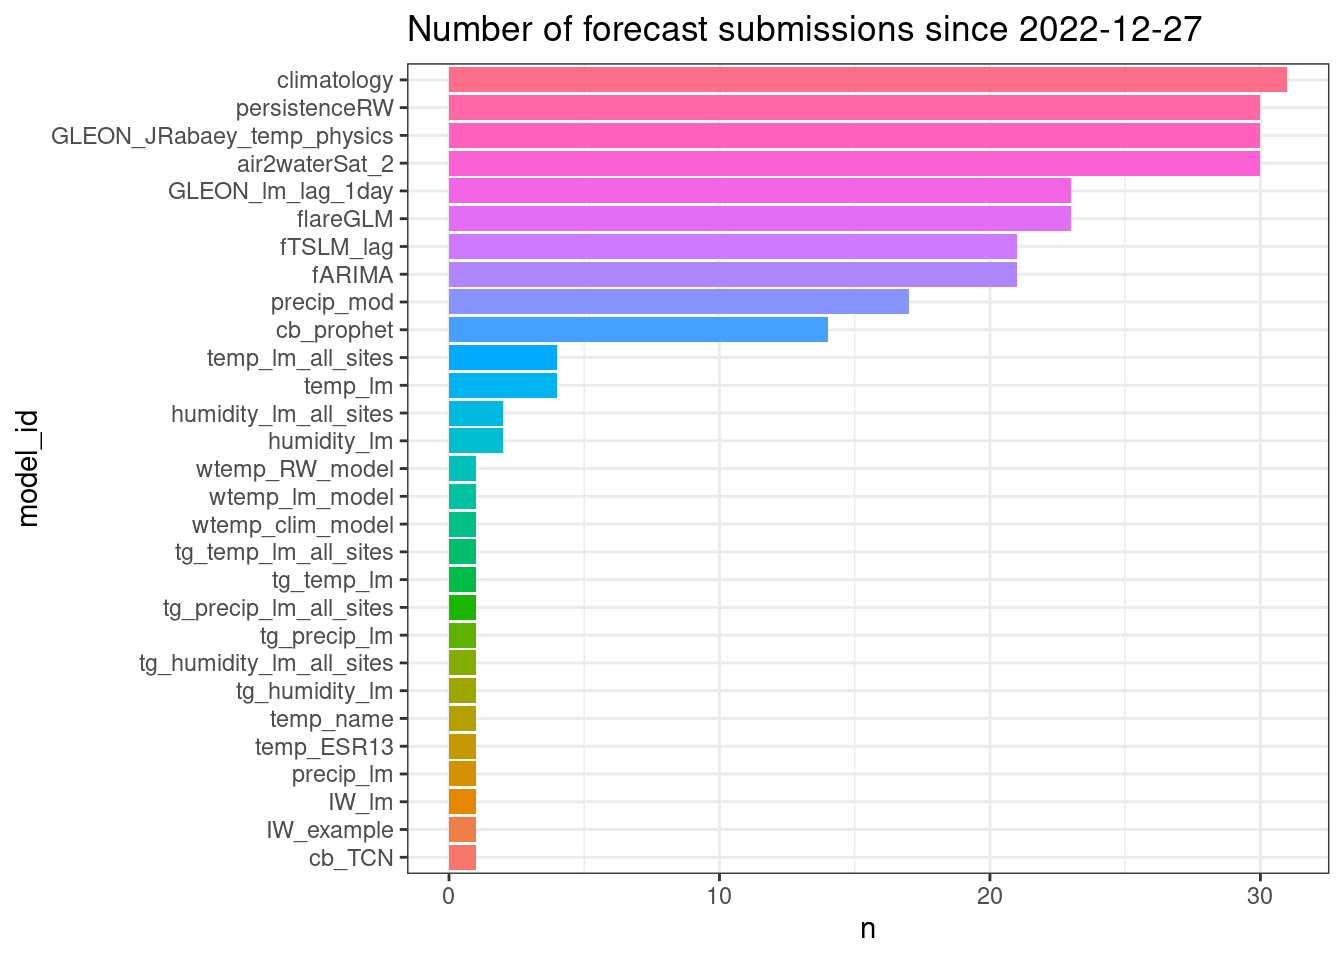 Number of forecast submissions since 2022-12-27
climatology
persistenceRW
GLEON_JRabaey_temp_physics
air2waterSat_2
GLEON_lm_lag_1day
flareGLM
fTSLM_lag
fARIMA
precip_mod
cb_prophet
temp_lm_all_sites
temp_lm
humidity_lm_all_sites
humidity_lm
wtemp_RW_model
wtemp_lm_model
wtemp_clim_model
tg_temp_lm_all_sites
tg_temp_lm
tg_precip_lm_all_sites
tg_precip_lm
tg_humidity_lm_all_sites
tg_humidity_lm
temp_name
temp_ESR13
precip_lm
IW_lm
IW_example
cb_TCN
model_id
0 10 20 30
n